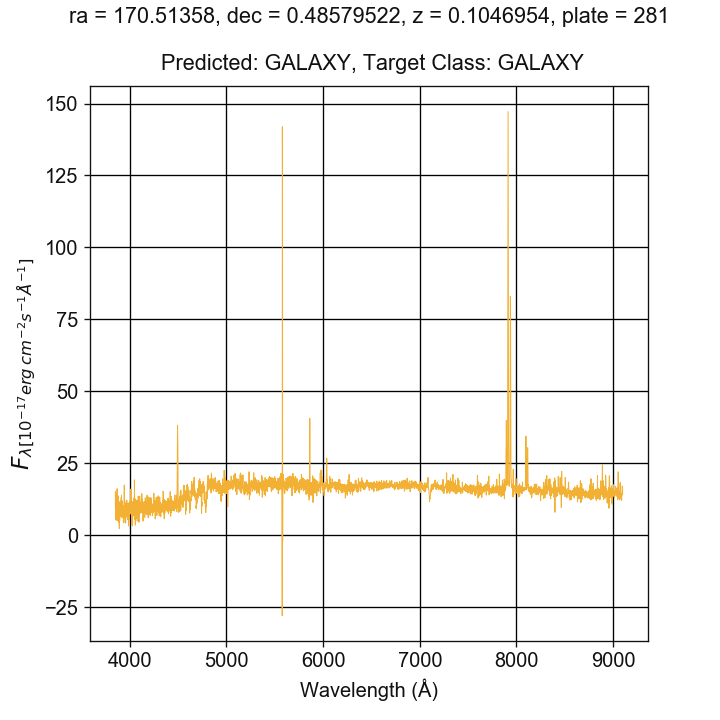 ra = 170.51358, dec = 0.48579522, z = 0.1046954, plate = 281
Predicted: GALAXY, Target Class: GALAXY
150
125
100
75
50
25
0
−25
F_λ[10^{−17} erg cm^{−2} s^{−1} Å^{−1}]
4000 5000 6000 7000 8000 9000
Wavelength (Å)